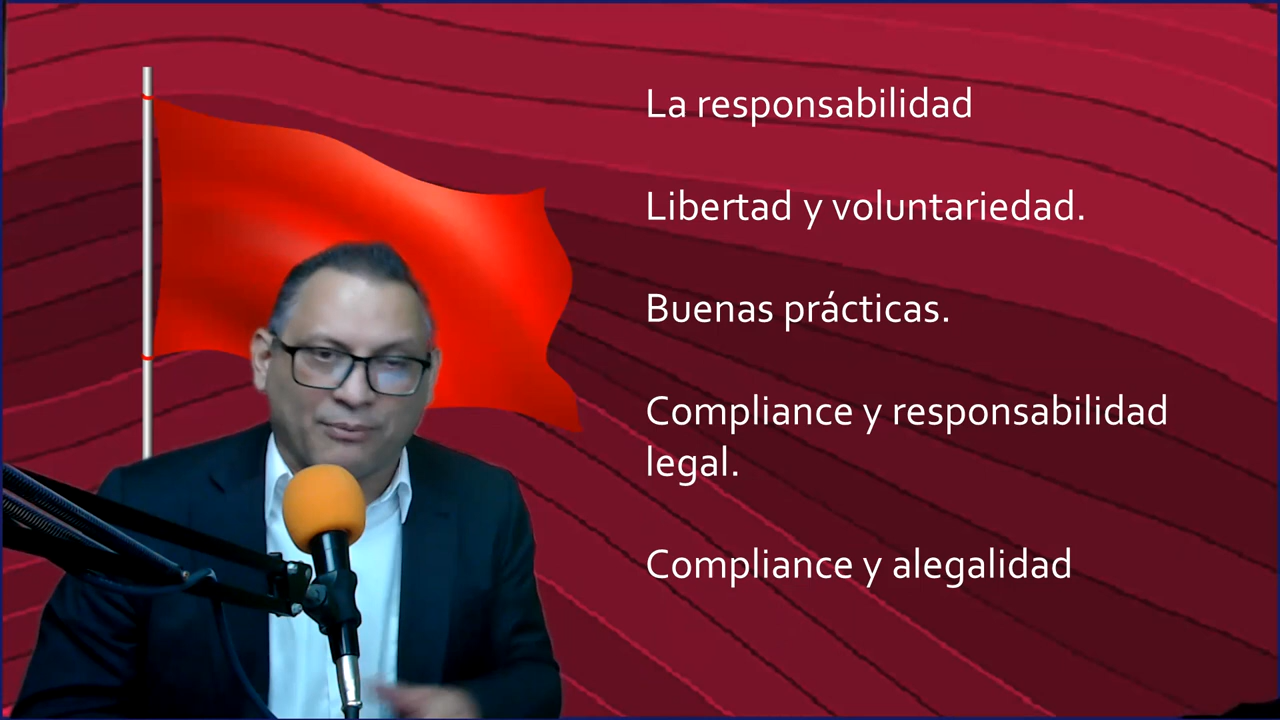 La responsabilidad
Libertad y voluntariedad.
Buenas prácticas.
Compliance y responsabilidad
legal.
Compliance y alegalidad